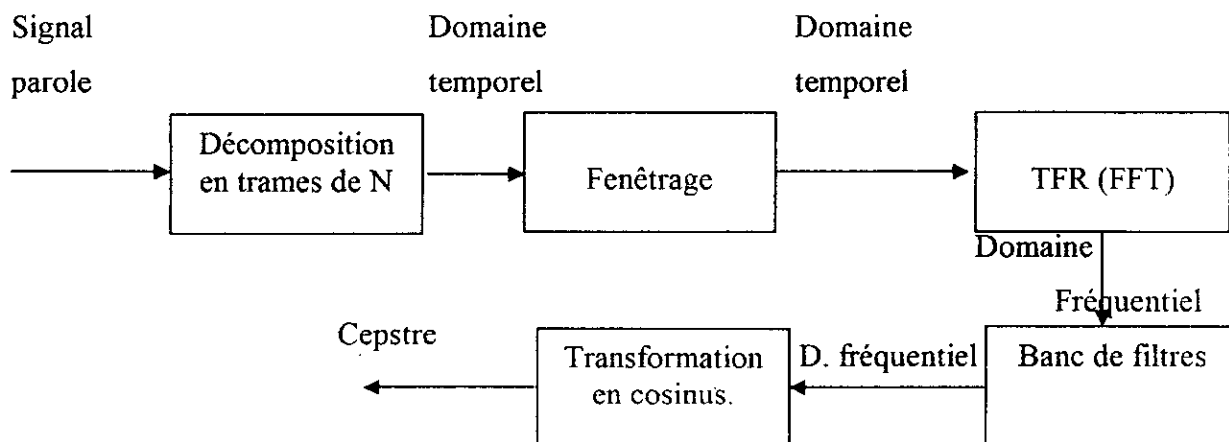 Signal
parole
Domaine
temporel
Domaine
temporel
Décomposition
en trames de N
Fenêtrage
TFR (FFT)
Domaine
Fréquentiel
Cepstre
Transformation
en cosinus.
D. fréquentiel
Banc de filtres